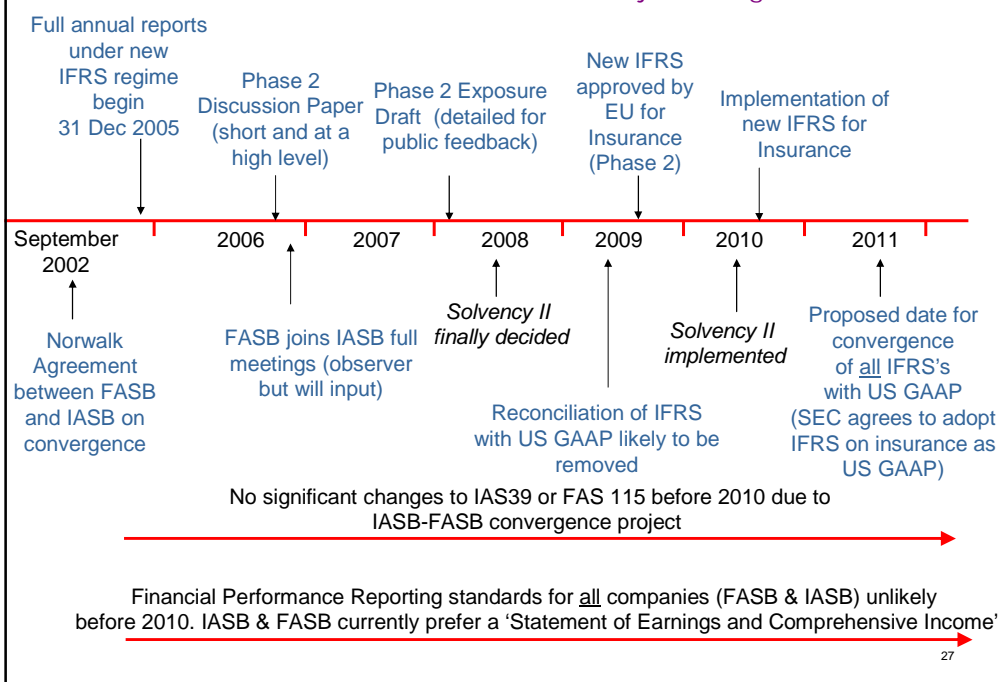 Full annual reports
under new
IFRS regime
begin
31 Dec 2005
Phase 2
Discussion Paper
(short and at a
high level)
Phase 2 Exposure
Draft (detailed for
public feedback)
New IFRS
approved by
EU for
Insurance
(Phase 2)
Implementation of
new IFRS for
Insurance
September
2002
2006
2007
2008
2009
2010
2011
Norwalk
Agreement
between FASB
and IASB on
convergence
FASB joins IASB full
meetings (observer
but will input)
Solvency II
finally decided
Reconciliation of IFRS
with US GAAP likely to be
removed
Solvency II
implemented
Proposed date for
convergence
of all IFRS's
with US GAAP
(SEC agrees to adopt
IFRS on insurance as
US GAAP)
No significant changes to IAS39 or FAS 115 before 2010 due to
IASB-FASB convergence project
Financial Performance Reporting standards for all companies (FASB & IASB) unlikely
before 2010. IASB & FASB currently prefer a 'Statement of Earnings and Comprehensive Income'
27